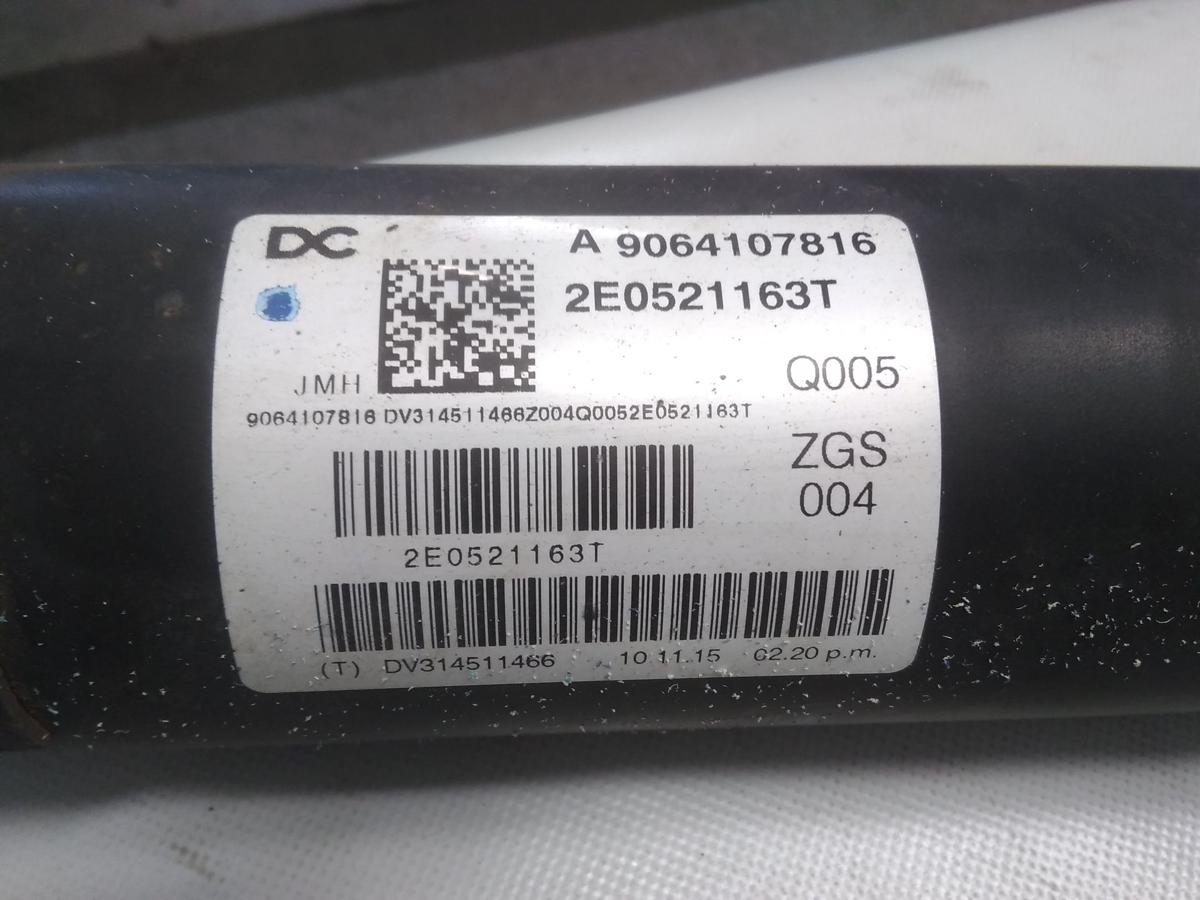 DC
A 9064107816
2E0521163T
JMH
Q005
9064107816 DV314511466Z004Q0052E0521163T
ZGS
004
2E0521163T
(T) DV314511466 10.11.15 02.20 p.m.